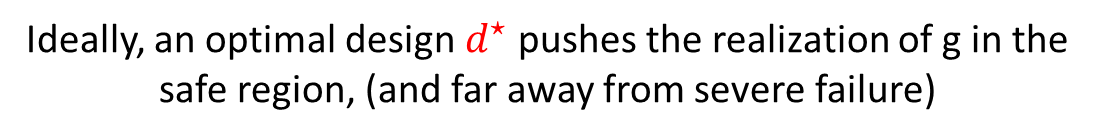 Ideally, an optimal design d⋆ pushes the realization of g in the
safe region, (and far away from severe failure)